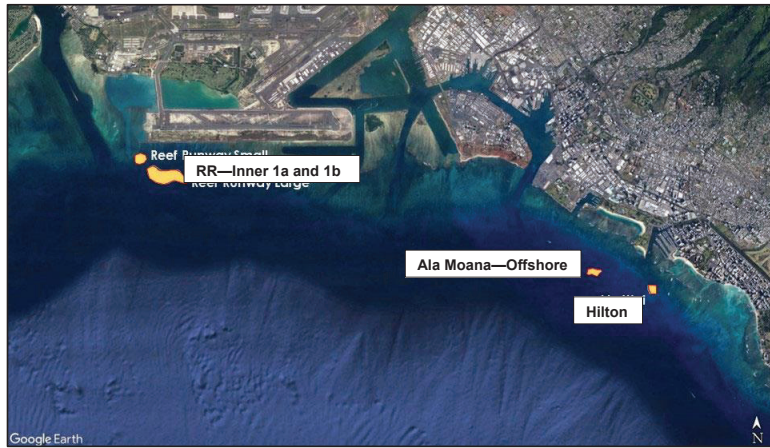 Reef Runway Small
RR—Inner 1a and 1b
Reef Runway Large
Ala Moana—Offshore
Hilton
Google Earth
N